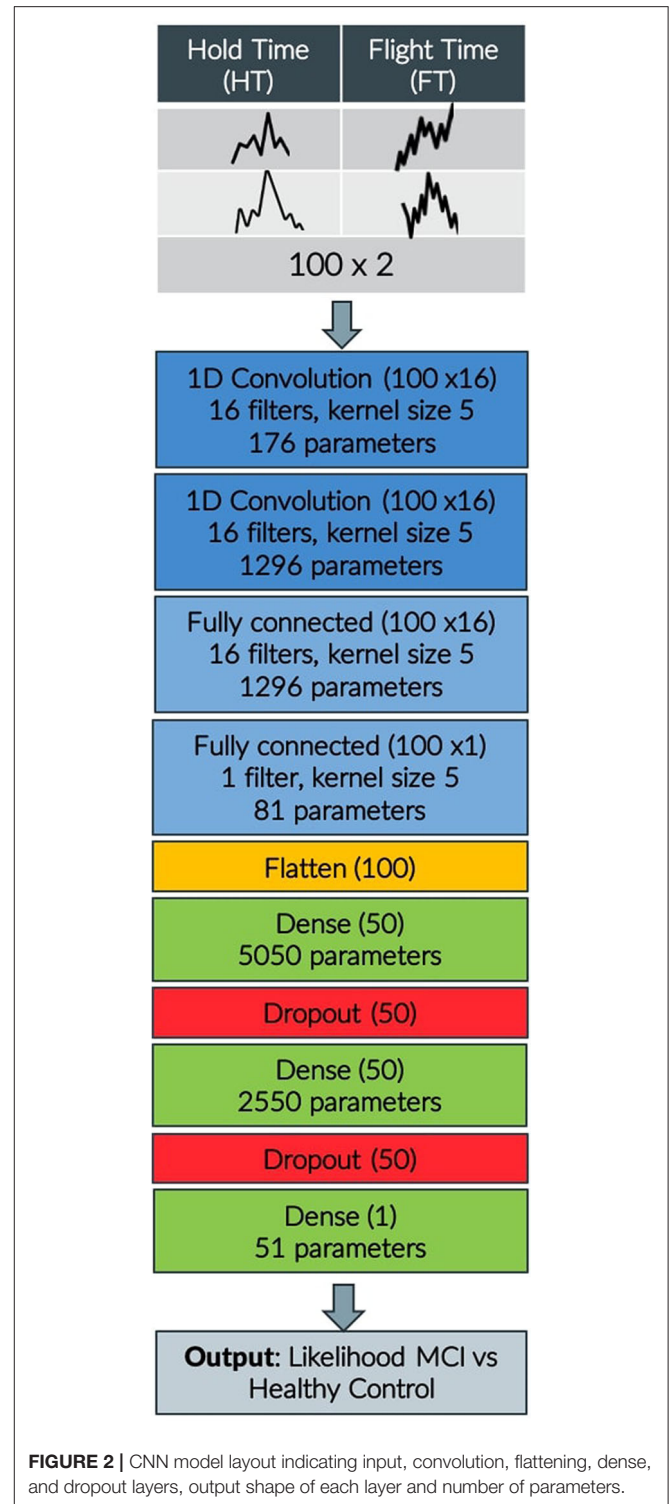 Hold Time Flight Time
(HT) (FT)
100 x 2
1D Convolution (100 x16)
16 filters, kernel size 5
176 parameters
1D Convolution (100 x16)
16 filters, kernel size 5
1296 parameters
Fully connected (100 x16)
16 filters, kernel size 5
1296 parameters
Fully connected (100 x1)
1 filter, kernel size 5
81 parameters
Flatten (100)
Dense (50)
5050 parameters
Dropout (50)
Dense (50)
2550 parameters
Dropout (50)
Dense (1)
51 parameters
Output: Likelihood MCI vs
Healthy Control
FIGURE 2 | CNN model layout indicating input, convolution, flattening, dense,
and dropout layers, output shape of each layer and number of parameters.